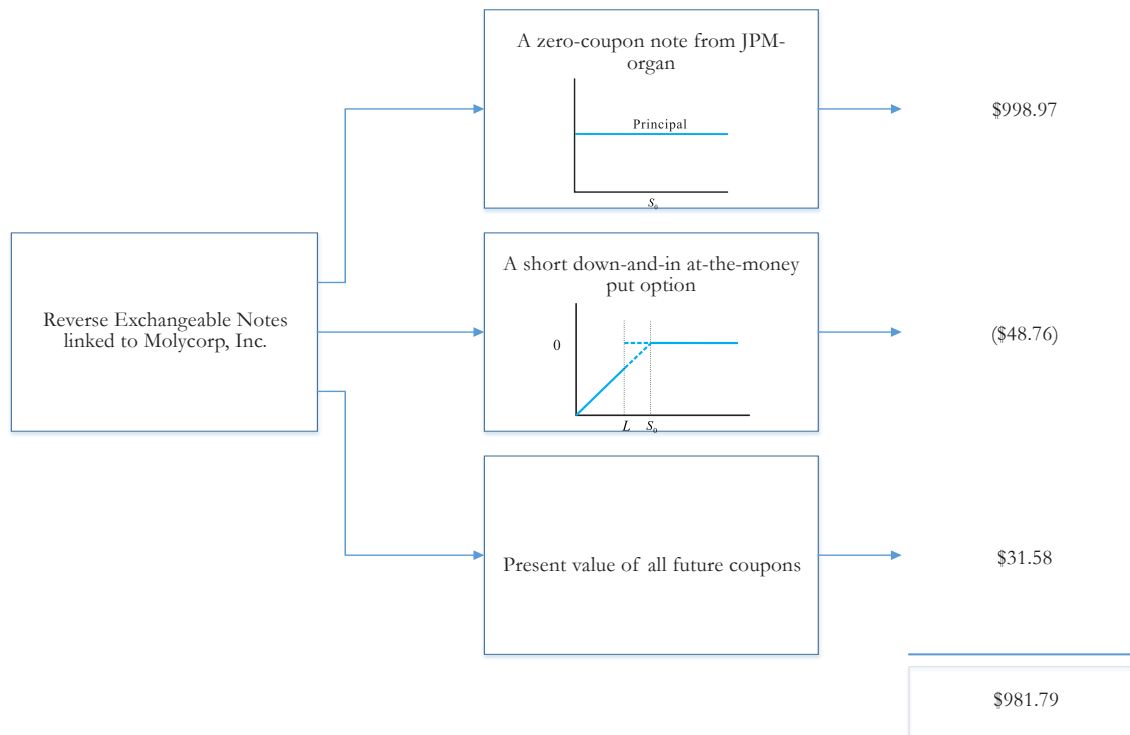 A zero-coupon note from JPM-
organ
Principal
S₀
$998.97
Reverse Exchangeable Notes
linked to Molycorp, Inc.
A short down-and-in at-the-money
put option
0
L S₀
($48.76)
Present value of all future coupons
$31.58
$981.79